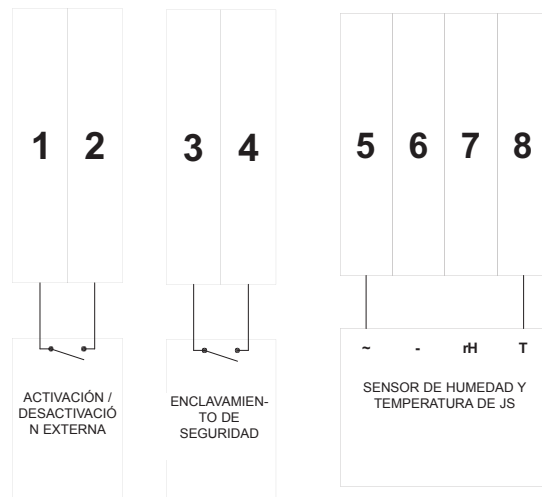 1 2 3 4 5 6 7 8
~ - rH T
ACTIVACIÓN /
DESACTIVACIÓ
N EXTERNA
ENCLAVAMIEN-
TO DE
SEGURIDAD
SENSOR DE HUMEDAD Y
TEMPERATURA DE JS